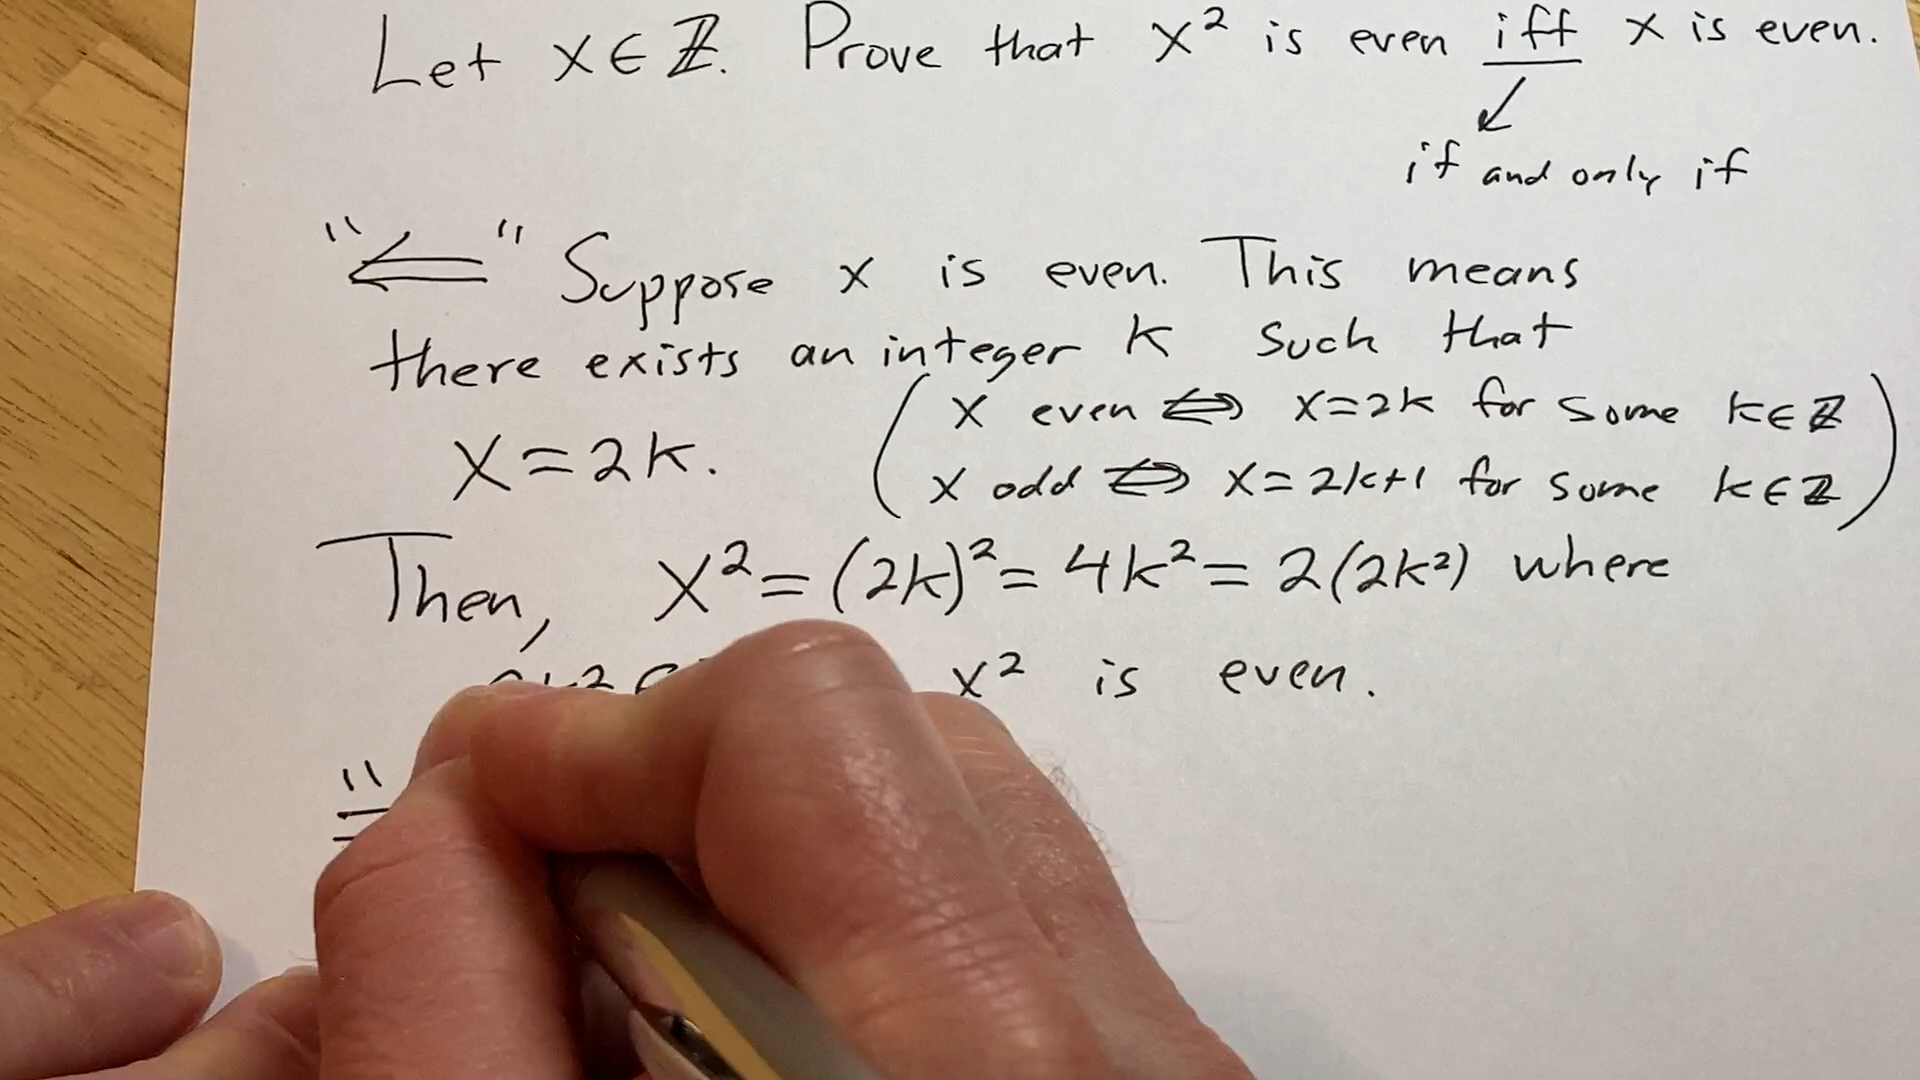 Let x ∈ ℤ. Prove that x² is even iff x is even.
if and only if
"⇐" Suppose x is even. This means
there exists an integer k such that
x = 2k.
(x even ⇔ x = 2k for some k ∈ ℤ
x odd ⇔ x = 2k+1 for some k ∈ ℤ)
Then, x² = (2k)² = 4k² = 2(2k²) where
x² is even.
"